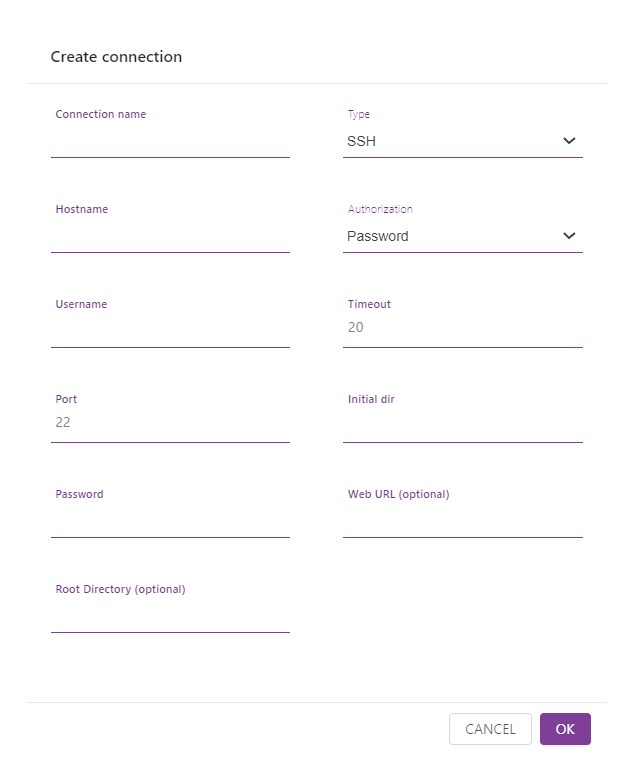 Create connection
Connection name
Type
SSH
Hostname
Authorization
Password
Username
Timeout
20
Port
22
Initial dir
Password
Web URL (optional)
Root Directory (optional)
CANCEL
OK